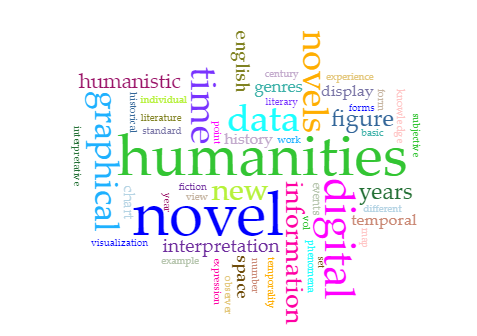 english
novels
century
experience
humanistic
time
genres
display
form
knowledge
graphical
historical
individual
literary
forms
literature
data
figure
subjective
standard
point
history
work
basic
interpretative
humanities
chart
fiction
new
information
events
digital
years
view
year
novel
vol
different
temporal
map
visualization
interpretation
phenomena
set
example
expression
space
observer
number
temporality